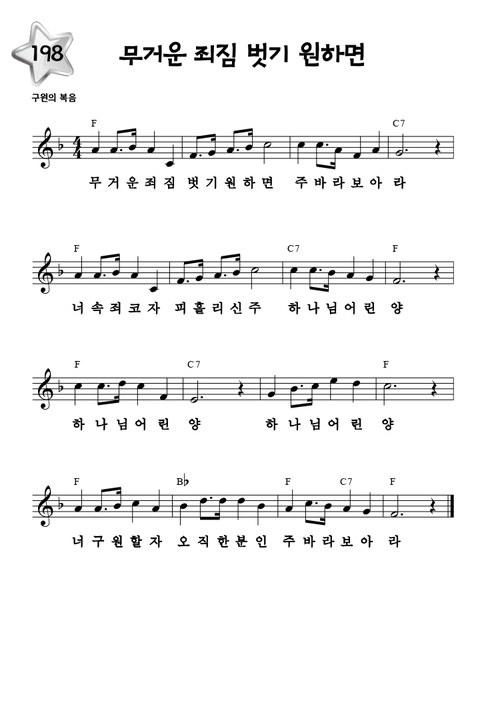 198
무거운 죄짐 벗기 원하면
구원의 복음
F C7
무 거 운 죄 짐 벗 기 원 하 면 주 바 라 보 아 라
F C7 F
너 속 죄 코 자 피 흘 리 신 주 하 나 님 어 린 양
F C7 F
하 나 님 어 린 양 하 나 님 어 린 양
F B♭ F C7 F
너 구 원 할 자 오 직 한 분 인 주 바 라 보 아 라